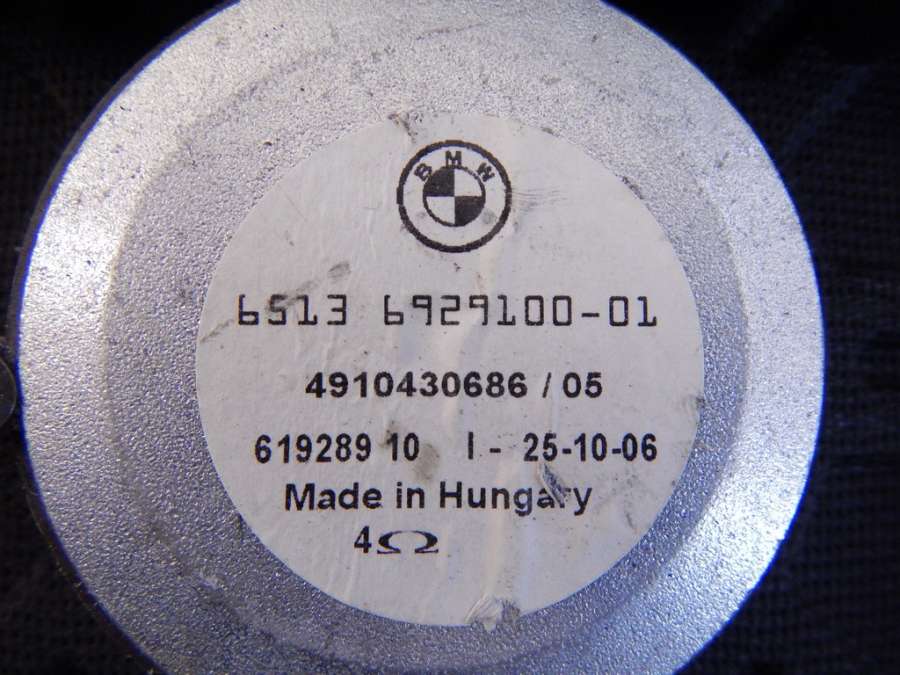 BMW
6513 6929100-01
4910430686 / 05
619289 10 I - 25-10-06
Made in Hungary
4Ω